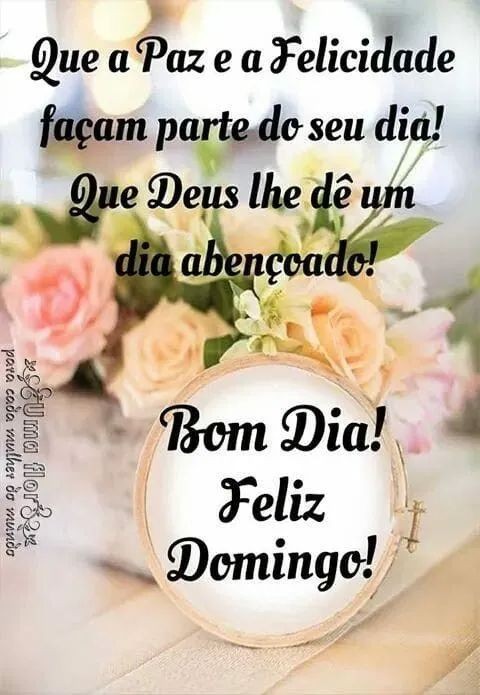 Que a Paz e a Felicidade
façam parte do seu dia!
Que Deus lhe dê um
dia abençoado!
Bom Dia!
Feliz
Domingo!
Uma flor
para cada mulher do mundo